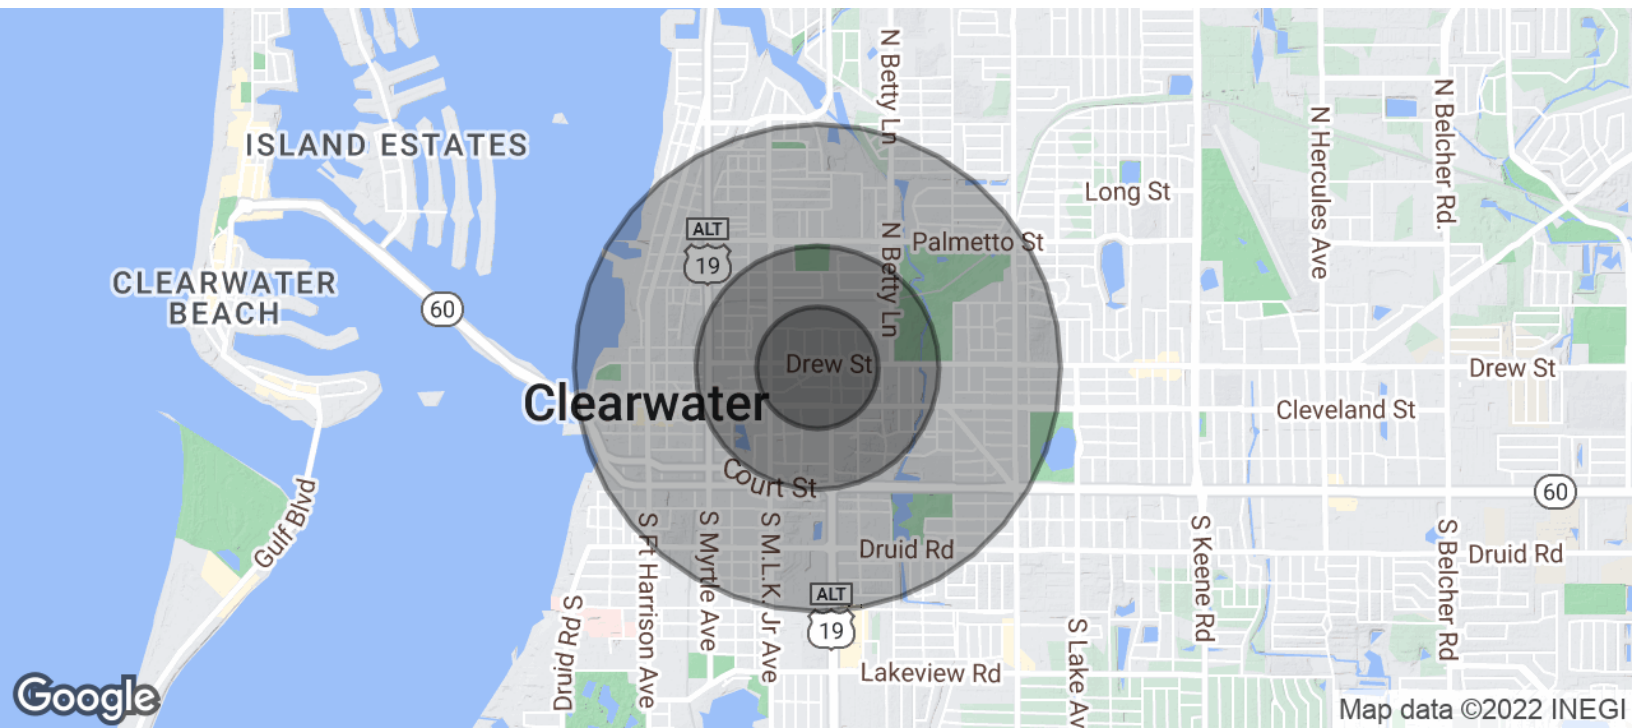 N Betty Ln
N Belcher Rd.
N Hercules Ave
ISLAND ESTATES
Long St
ALT
19
N Betty Ln
Palmetto St
CLEARWATER
BEACH
60
Drew St
Drew St
Clearwater
Cleveland St
Court St
60
Gulf Blvd
S Ft Harrison Ave
S Myrtle Ave
S M.L.K. Jr Ave
Druid Rd
S Keene Rd
S Belcher Rd
Druid Rd
ALT
19
Druid Rd S
S Lake Av
Lakeview Rd
Google
Map data ©2022 INEGI